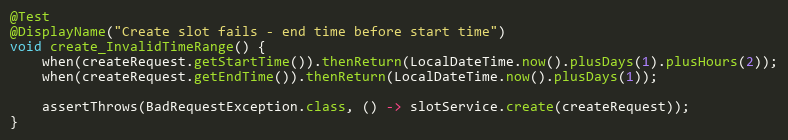 @Test
@DisplayName("Create slot fails - end time before start time")
void create_InvalidTimeRange() {
    when(createRequest.getStartTime()).thenReturn(LocalDateTime.now().plusDays(1).plusHours(2));
    when(createRequest.getEndTime()).thenReturn(LocalDateTime.now().plusDays(1));

    assertThrows(BadRequestException.class, () -> slotService.create(createRequest));
}